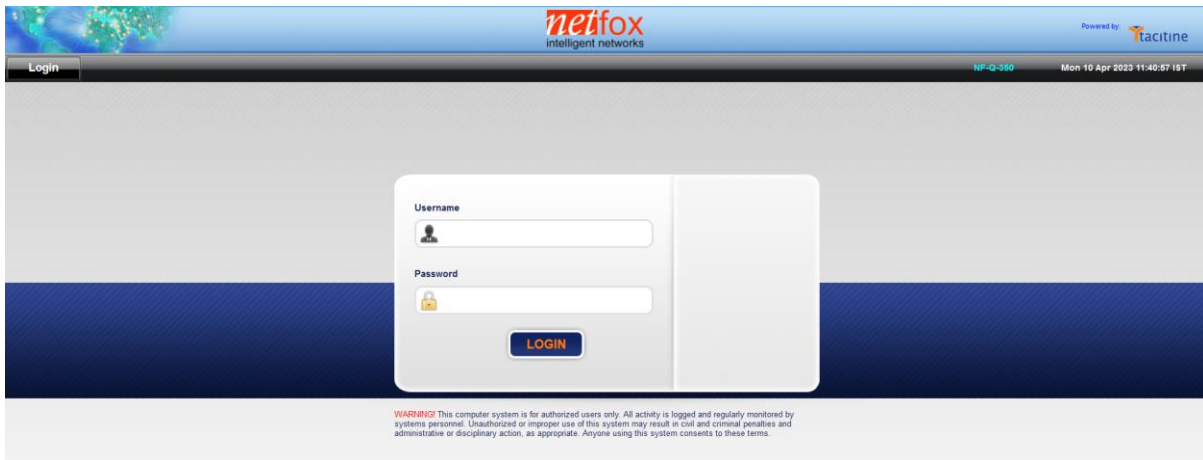 netfox
intelligent networks
Powered by:
tacitine
Login
NF-Q-350
Mon 10 Apr 2023 11:40:57 IST
Username
Password
LOGIN
WARNING! This computer system is for authorized users only. All activity is logged and regularly monitored by
systems personnel. Unauthorized or improper use of this system may result in civil and criminal penalties and
administrative or disciplinary action, as appropriate. Anyone using this system consents to these terms.